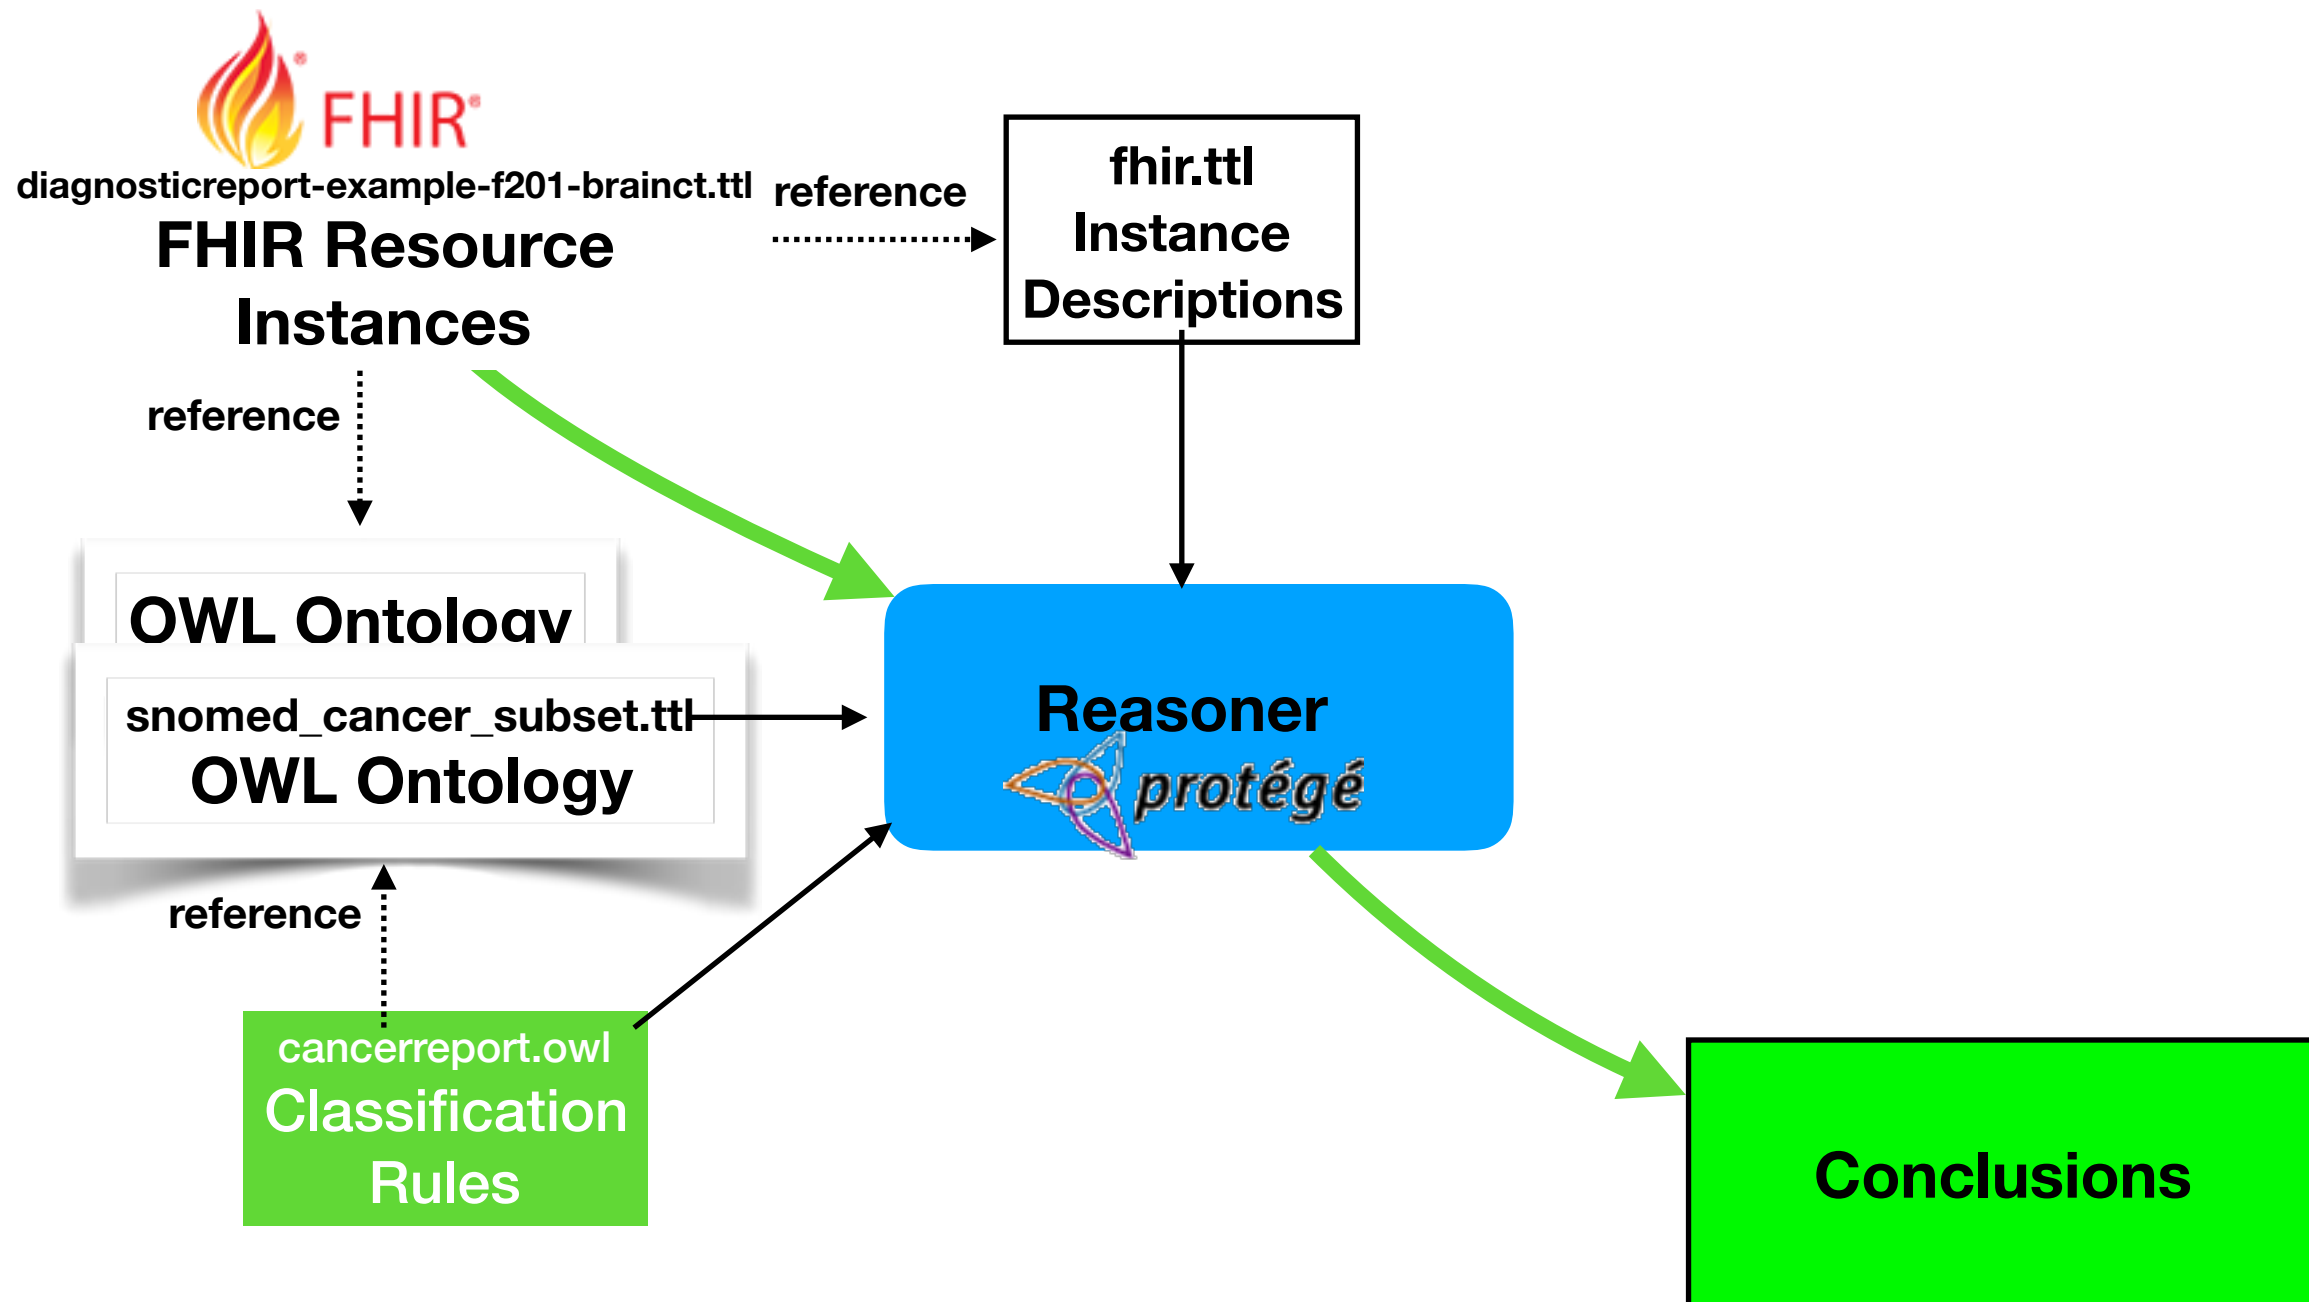 FHIR®
diagnosticreport-example-f201-brainct.ttl
FHIR Resource
Instances
reference
fhir.ttl
Instance
Descriptions
reference
OWL Ontology
snomed_cancer_subset.ttl
OWL Ontology
Reasoner
protégé
reference
cancerreport.owl
Classification
Rules
Conclusions